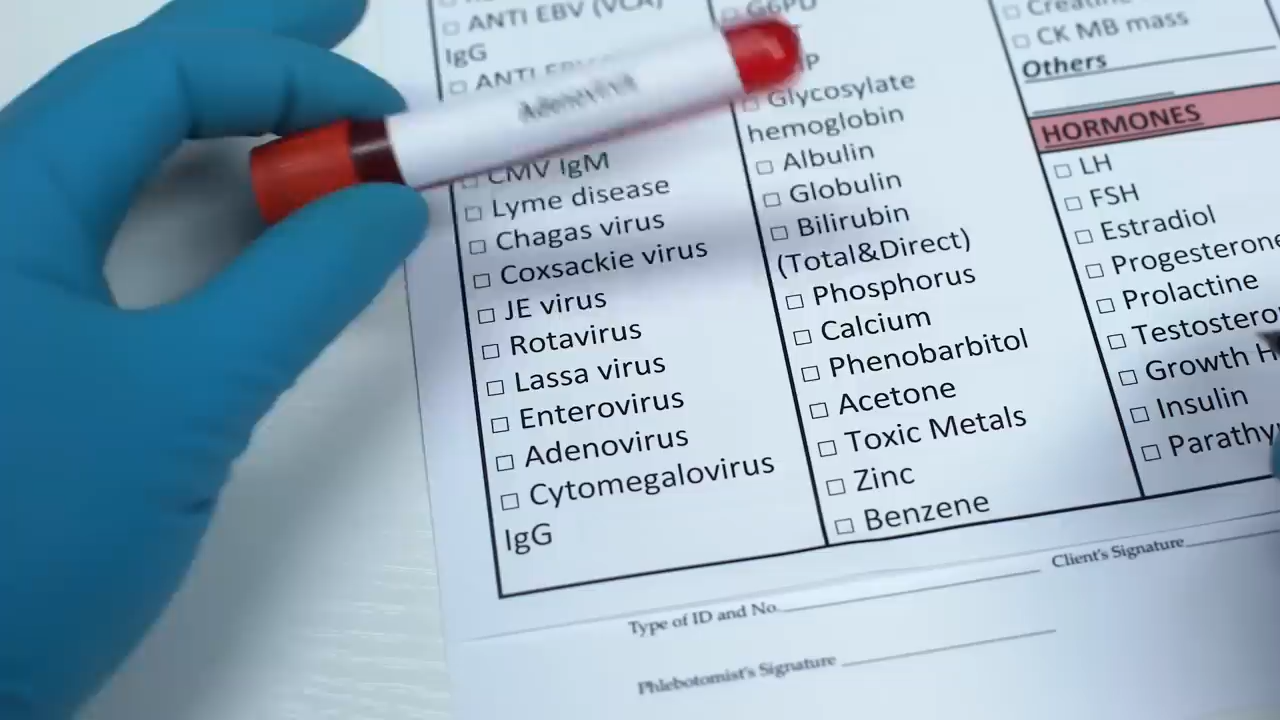 ANTI EBV (VCA)
IgG
CMV IgM
Lyme disease
Chagas virus
Coxsackie virus
JE virus
Rotavirus
Lassa virus
Enterovirus
Adenovirus
Cytomegalovirus
IgG
G6PD
Glycosylate
hemoglobin
Albulin
Globulin
Bilirubin
(Total&Direct)
Phosphorus
Calcium
Phenobarbitol
Acetone
Toxic Metals
Zinc
Benzene
CK MB mass
Others
HORMONES
LH
FSH
Estradiol
Progesterone
Prolactine
Growth H
Insulin
Client's Signature
Type of ID and No.
Phlebotomist's Signature